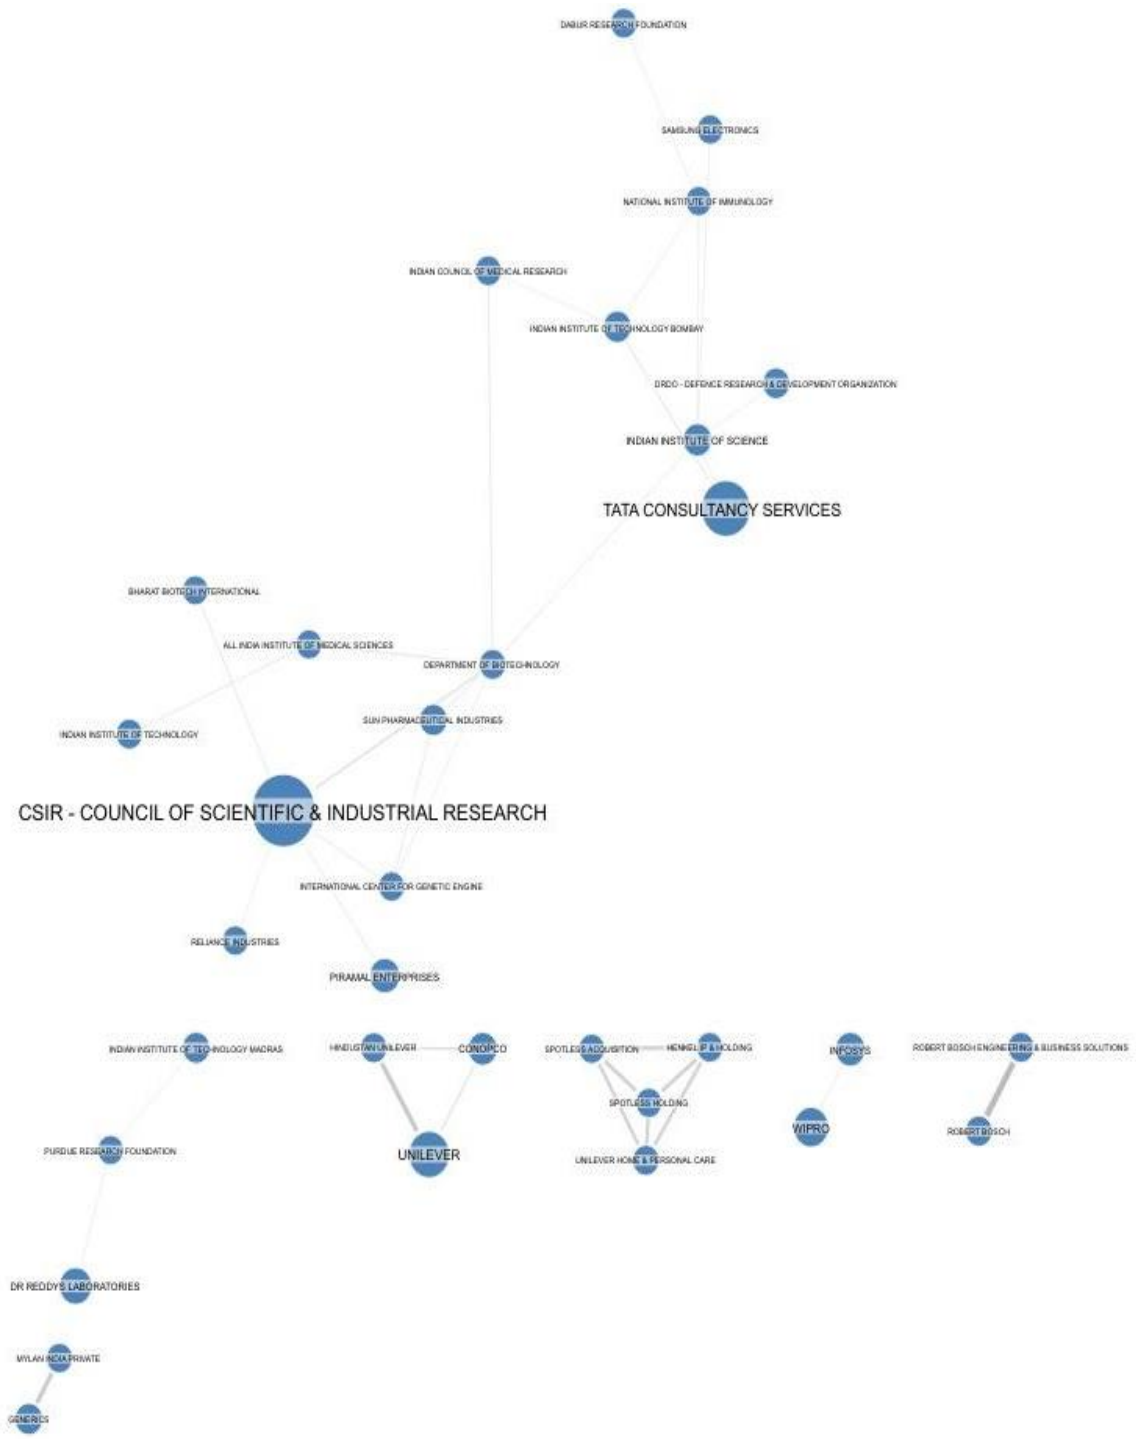 DABUR RESEARCH FOUNDATION
SAMSUNG ELECTRONICS
NATIONAL INSTITUTE OF IMMUNOLOGY
INDIAN COUNCIL OF MEDICAL RESEARCH
INDIAN INSTITUTE OF TECHNOLOGY BOMBAY
DRDO - DEFENCE RESEARCH & DEVELOPMENT ORGANIZATION
INDIAN INSTITUTE OF SCIENCE
TATA CONSULTANCY SERVICES
BHARAT BIOTECH INTERNATIONAL
ALL INDIA INSTITUTE OF MEDICAL SCIENCES
DEPARTMENT OF BIOTECHNOLOGY
SUN PHARMACEUTICAL INDUSTRIES
INDIAN INSTITUTE OF TECHNOLOGY
CSIR - COUNCIL OF SCIENTIFIC & INDUSTRIAL RESEARCH
INTERNATIONAL CENTER FOR GENETIC ENGINE
RELIANCE INDUSTRIES
PIRAMAL ENTERPRISES
INDIAN INSTITUTE OF TECHNOLOGY MADRAS
HINDUSTAN UNILEVER
CONOPCO
SPOTLESS ACQUISITION
HENKEL IP & HOLDING
INFOSYS
ROBERT BOSCH ENGINEERING & BUSINESS SOLUTIONS
SPOTLESS HOLDING
WIPRO
ROBERT BOSCH
PURDUE RESEARCH FOUNDATION
UNILEVER
UNILEVER HOME & PERSONAL CARE
DR REDDYS LABORATORIES
MYLAN INDIA PRIVATE
GENERICS